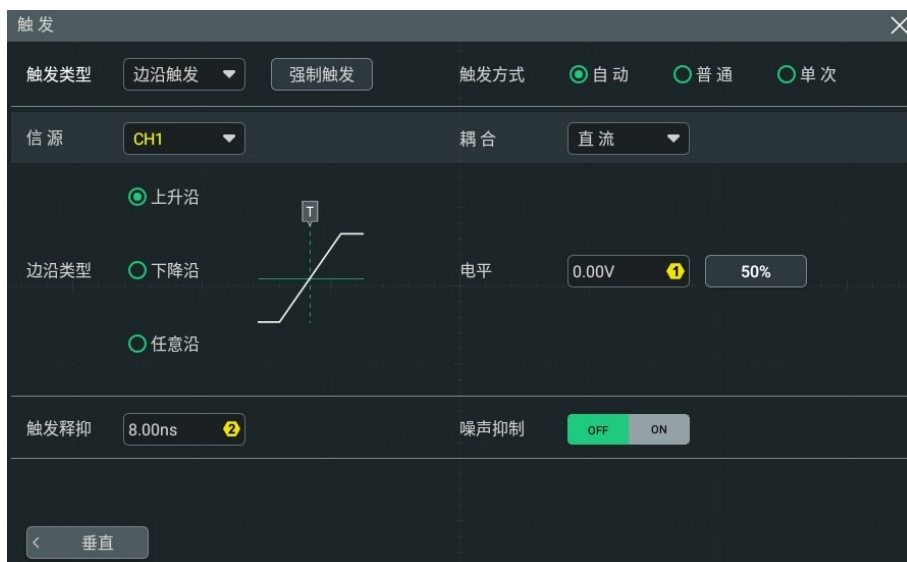 触 发
触发类型 边沿触发 强制触发 触发方式 自 动 普 通 单 次
信 源 CH1 耦 合 直 流
上升沿
T
边沿类型 下降沿 电平 0.00V 1 50%
任意沿
触发释抑 8.00ns 2 噪声抑制 OFF ON
< 垂直